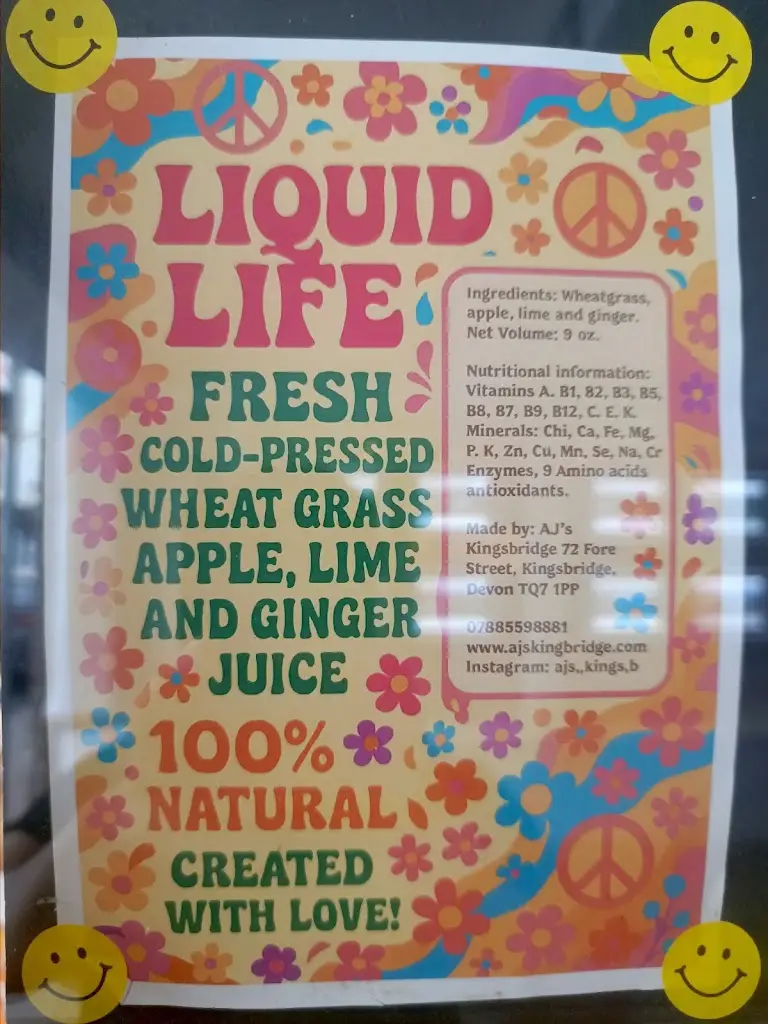 LIQUID
LIFE
FRESH
COLD-PRESSED
WHEAT GRASS
APPLE, LIME
AND GINGER
JUICE
100%
NATURAL
CREATED
WITH LOVE!
Ingredients: Wheatgrass,
apple, lime and ginger.
Net Volume: 9 oz.
Nutritional information:
Vitamins A. B1, B2, B3, B5,
B8, B7, B9, B12, C. E. K.
Minerals: Chi, Ca, Fe, Mg,
P. K, Zn, Cu, Mn, Se, Na, Cr
Enzymes, 9 Amino acids
antioxidants.
Made by: AJ's
Kingsbridge 72 Fore
Street, Kingsbridge,
Devon TQ7 1PP
07885598881
www.ajskingbridge.com
Instagram: ajs,,kings,b